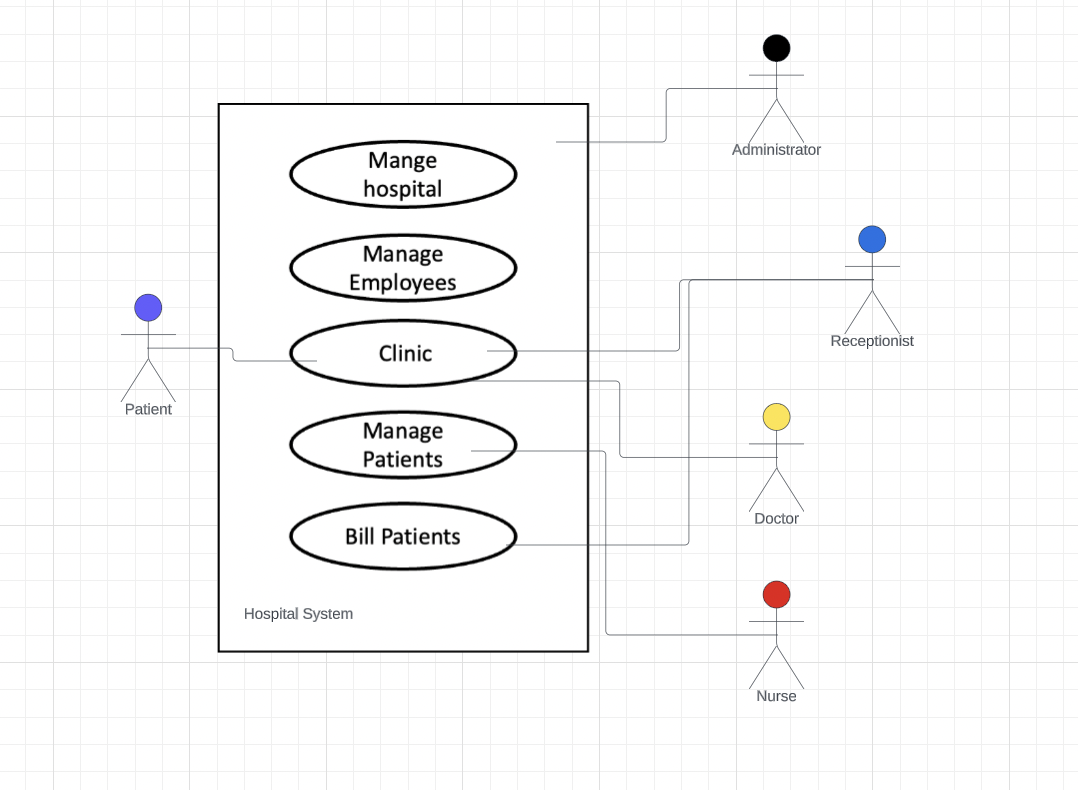 Administrator
Mange
hospital
Manage
Employees
Receptionist
Clinic
Patient
Manage
Patients
Doctor
Bill Patients
Hospital System
Nurse